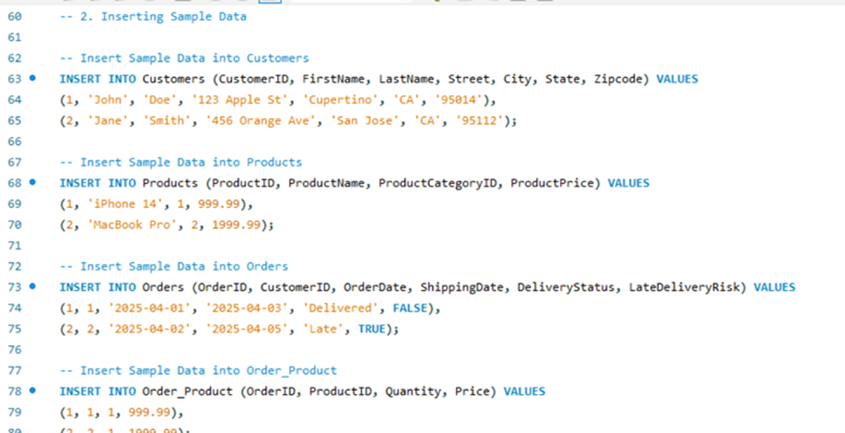 60 -- 2. Inserting Sample Data
61
62 -- Insert Sample Data into Customers
63 INSERT INTO Customers (CustomerID, FirstName, LastName, Street, City, State, Zipcode) VALUES
64 (1, 'John', 'Doe', '123 Apple St', 'Cupertino', 'CA', '95014'),
65 (2, 'Jane', 'Smith', '456 Orange Ave', 'San Jose', 'CA', '95112');
66
67 -- Insert Sample Data into Products
68 INSERT INTO Products (ProductID, ProductName, ProductCategoryID, ProductPrice) VALUES
69 (1, 'iPhone 14', 1, 999.99),
70 (2, 'MacBook Pro', 2, 1999.99);
71
72 -- Insert Sample Data into Orders
73 INSERT INTO Orders (OrderID, CustomerID, OrderDate, ShippingDate, DeliveryStatus, LateDeliveryRisk) VALUES
74 (1, 1, '2025-04-01', '2025-04-03', 'Delivered', FALSE),
75 (2, 2, '2025-04-02', '2025-04-05', 'Late', TRUE);
76
77 -- Insert Sample Data into Order_Product
78 INSERT INTO Order_Product (OrderID, ProductID, Quantity, Price) VALUES
79 (1, 1, 1, 999.99),
80 (2, 2, 1, 1999.99);